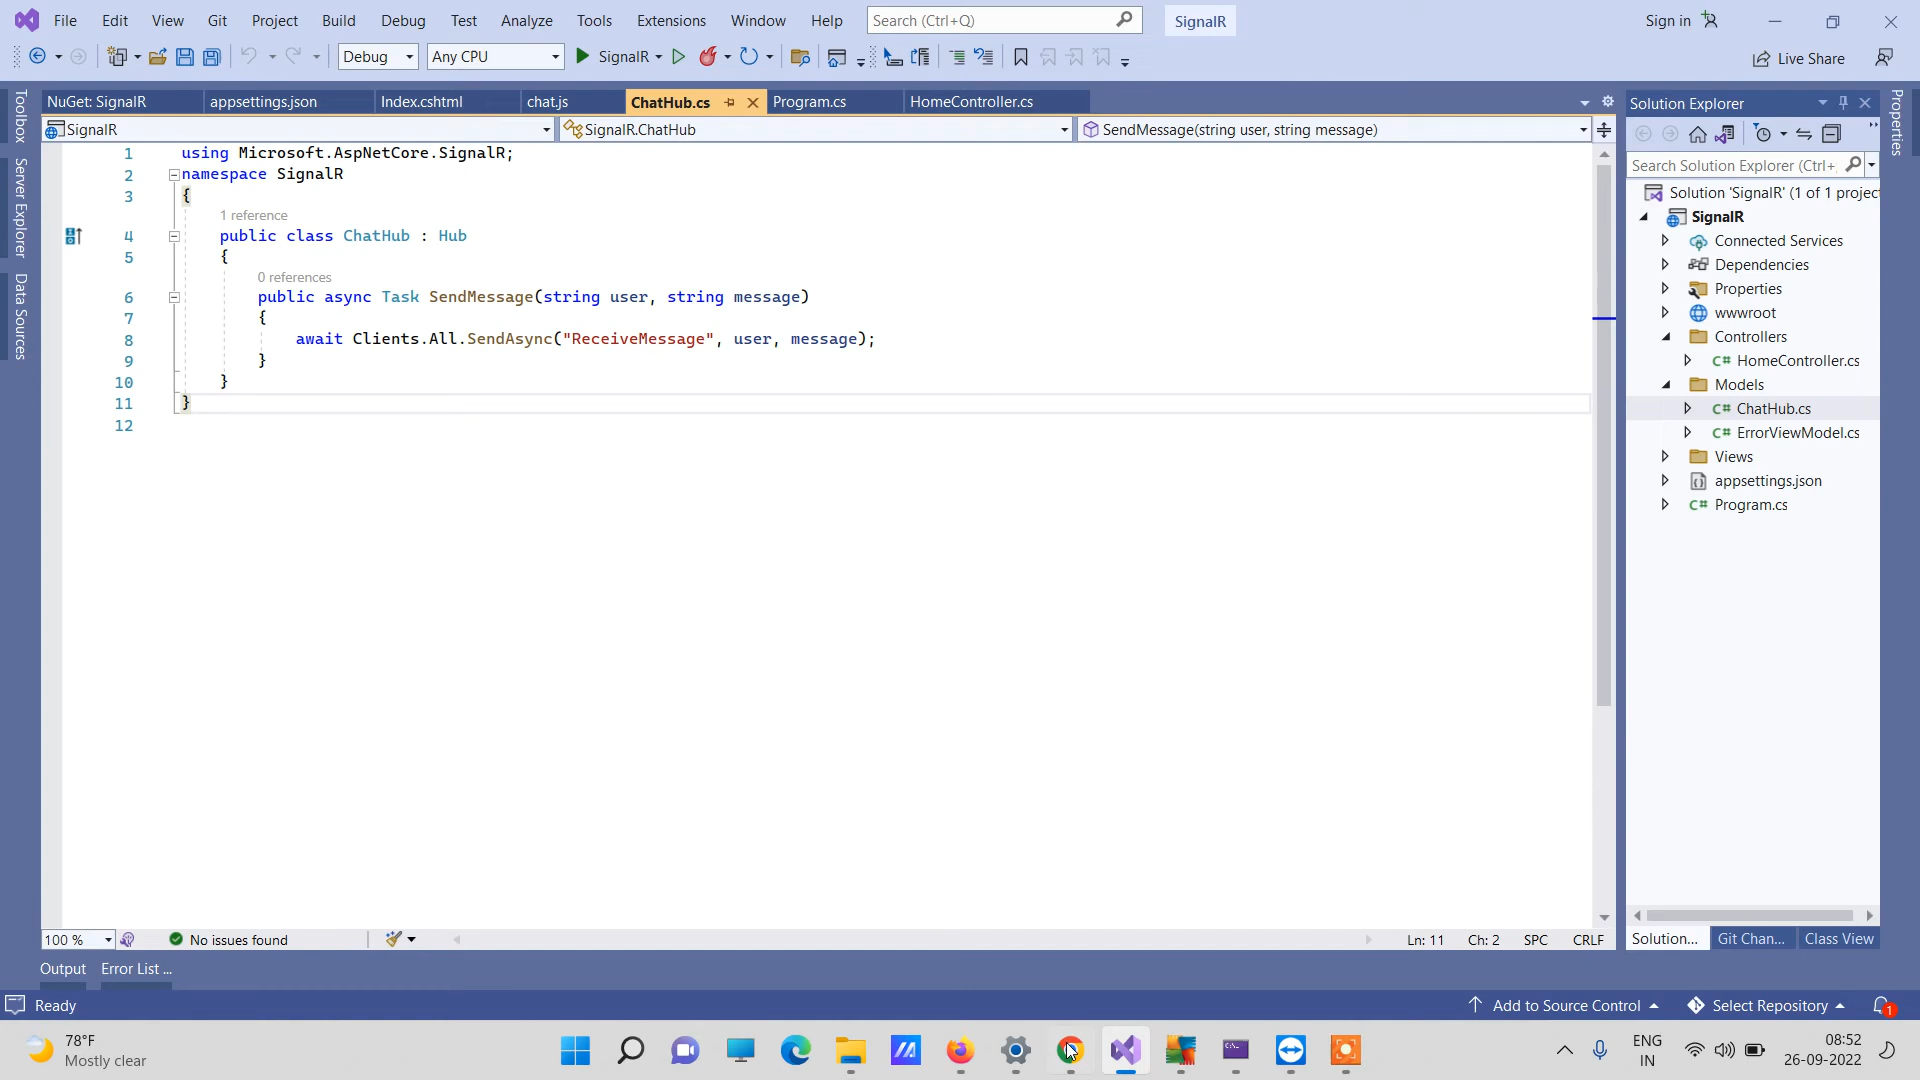 File Edit View Git Project Build Debug Test Analyze Tools Extensions Window Help Search (Ctrl+Q) SignalR Sign in
Debug Any CPU SignalR Live Share
NuGet: SignalR appsettings.json Index.cshtml chat.js ChatHub.cs Program.cs HomeController.cs
SignalR SignalR.ChatHub SendMessage(string user, string message)
Toolbox
Server Explorer
Data Sources
1 using Microsoft.AspNetCore.SignalR;
2 namespace SignalR
3 {
1 reference
4 public class ChatHub : Hub
5 {
0 references
6 public async Task SendMessage(string user, string message)
7 {
8 await Clients.All.SendAsync("ReceiveMessage", user, message);
9 }
10 }
11 }
12
100 % No issues found Ln: 11 Ch: 2 SPC CRLF
Solution Explorer
Search Solution Explorer (Ctrl+
Solution 'SignalR' (1 of 1 project
SignalR
Connected Services
Dependencies
Properties
wwwroot
Controllers
C# HomeController.cs
Models
C# ChatHub.cs
C# ErrorViewModel.cs
Views
appsettings.json
C# Program.cs
Solution... Git Chan... Class View
Properties
Output Error List ...
Ready Add to Source Control Select Repository 1
78°F
Mostly clear
ENG
IN
08:52
26-09-2022